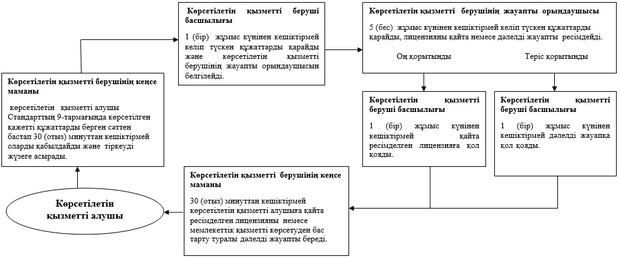 Көрсетілетін қызметті беруші
басшылығы
1 (бір) жұмыс күнінен кешіктірмей
келіп түскен құжаттарды қарайды
және көрсетілетін қызметті
берушінің жауапты орындаушысын
белгілейді.
Көрсетілетін қызметті берушінің жауапты орындаушысы
5 (бес) жұмыс күнінен кешіктірмей келіп түскен құжаттарды
қарайды, лицензияны қайта немесе дәлелді жауапты ресімдейді.
Оң қорытынды Теріс қорытынды
Көрсетілетін қызметті берушінің кеңсе
маманы
көрсетілетін қызметті алушы
Стандарттың 9-тармағында көрсетілген
қажетті құжаттарды берген сәттен
бастап 30 (отыз) минуттан кешіктірмей
оларды қабылдайды және тіркеуді
жүзеге асырады.
Көрсетілетін қызметті
беруші басшылығы
1 (бір) жұмыс күнінен
кешіктірмей қайта
ресімделген лицензияға қол
қояды.
Көрсетілетін қызметті
беруші басшылығы
1 (бір) жұмыс күнінен
кешіктірмей дәлелді жауапқа
қол қояды.
Көрсетілетін қызметті берушінің кеңсе
маманы
30 (отыз) минуттан кешіктірмей
көрсетілетін қызметті алушыға қайта
ресімделген лицензияны немесе
мемлекеттік қызметті көрсетуден бас
тарту туралы дәлелді жауапты береді.
Көрсетілетін
қызметті алушы